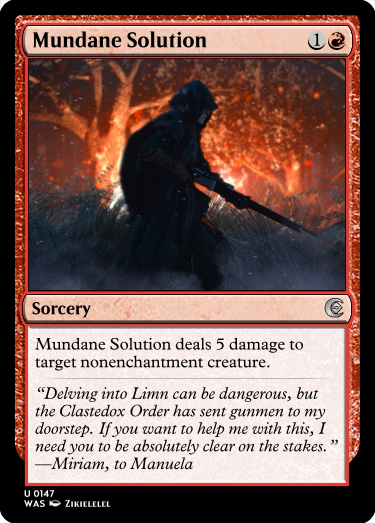 Mundane Solution 1
Sorcery
Mundane Solution deals 5 damage to
target nonenchantment creature.
“Delving into Limn can be dangerous, but
the Clastedox Order has sent gunmen to my
doorstep. If you want to help me with this, I
need you to be absolutely clear on the stakes.”
—Miriam, to Manuela
U 0147
WAS Zikielelel